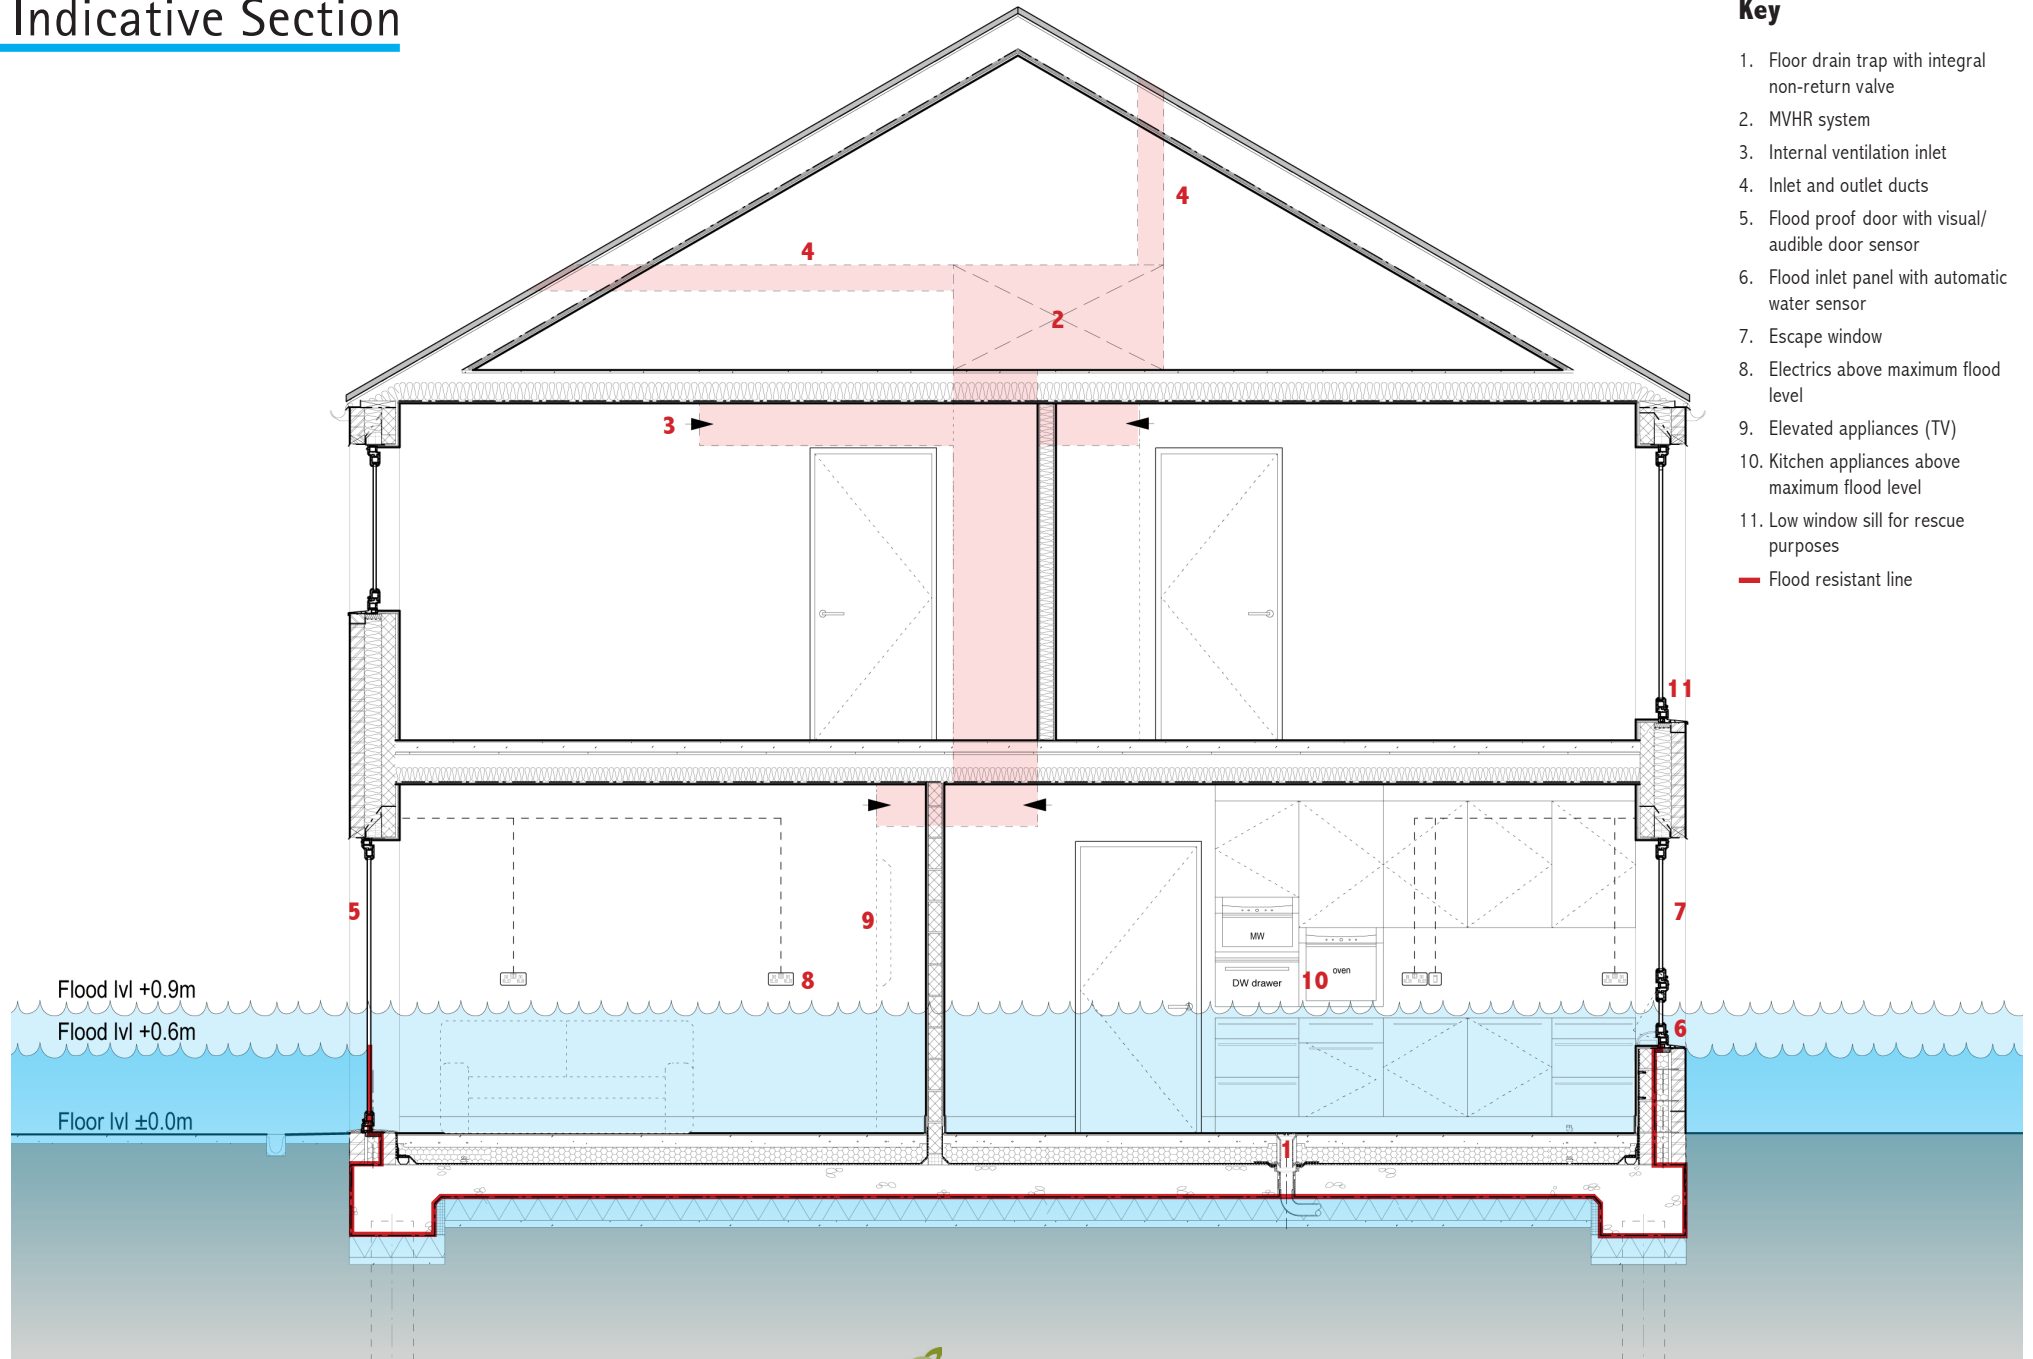 Indicative Section
Key
1. Floor drain trap with integral
non-return valve
2. MVHR system
3. Internal ventilation inlet
4. Inlet and outlet ducts
5. Flood proof door with visual/
audible door sensor
6. Flood inlet panel with automatic
water sensor
7. Escape window
8. Electrics above maximum flood
level
9. Elevated appliances (TV)
10. Kitchen appliances above
maximum flood level
11. Low window sill for rescue
purposes
Flood resistant line
4
4
2
3
11
5
9
7
MW
oven
8
DW drawer
10
Flood lvl +0.9m
Flood lvl +0.6m
6
Floor lvl ±0.0m
1